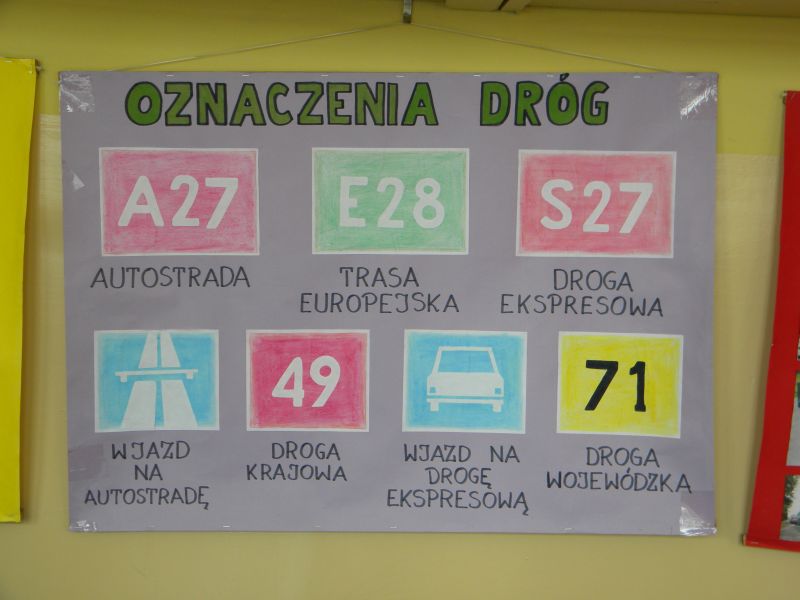 OZNACZENIA DRÓG
A27
E28
S27
AUTOSTRADA
TRASA
EUROPEJSKA
DROGA
EKSPRESOWA
49
71
WJAZD
NA
AUTOSTRADĘ
DROGA
KRAJOWA
WJAZD NA
DROGĘ
EKSPRESOWĄ
DROGA
WOJEWÓDZKA